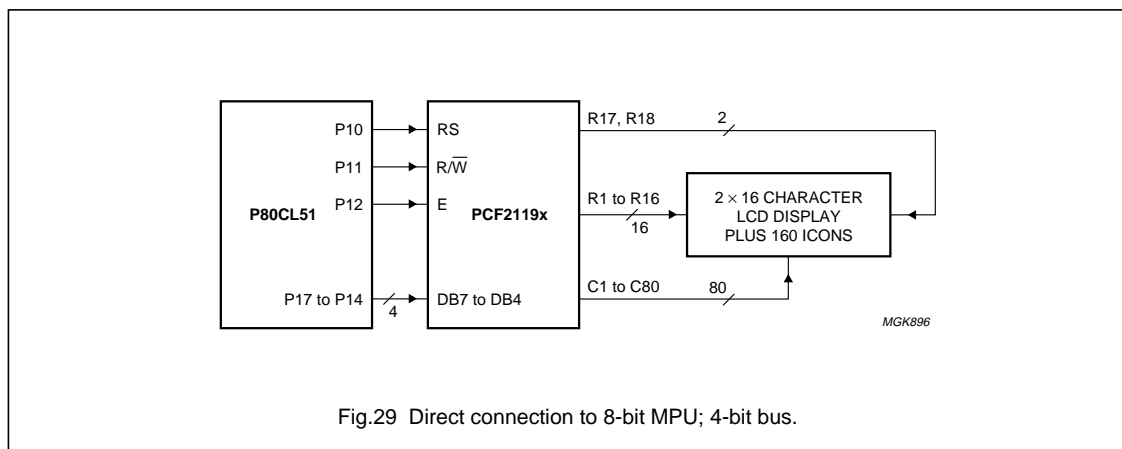 P80CL51
P10
P11
P12
P17 to P14
4
RS
R/W̅
E
PCF2119x
DB7 to DB4
R17, R18
2
R1 to R16
16
C1 to C80
80
2 × 16 CHARACTER
LCD DISPLAY
PLUS 160 ICONS
MGK896
Fig.29 Direct connection to 8-bit MPU; 4-bit bus.